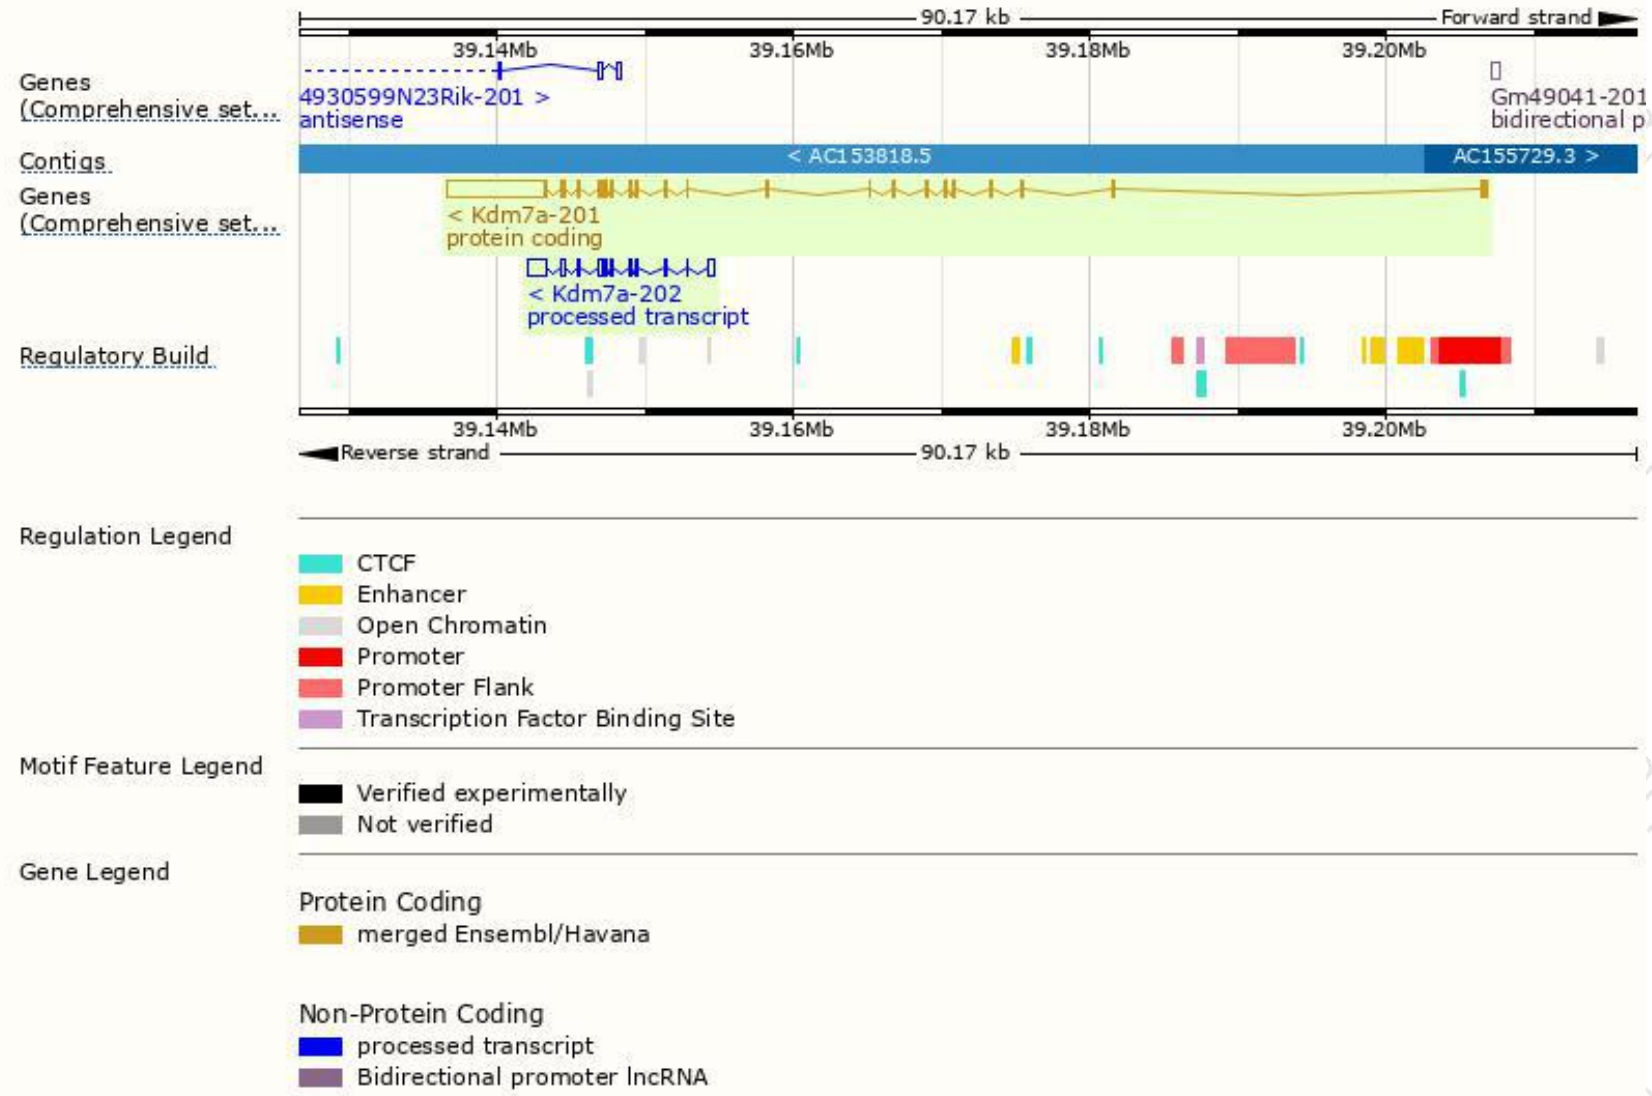 90.17 kb
Forward strand
39.14Mb 39.16Mb 39.18Mb 39.20Mb
Genes
(Comprehensive set...
4930599N23Rik-201 >
antisense
Gm49041-201
bidirectional p
Contigs
< AC153818.5
AC155729.3 >
Genes
(Comprehensive set...
< Kdm7a-201
protein coding
< Kdm7a-202
processed transcript
Regulatory Build
39.14Mb 39.16Mb 39.18Mb 39.20Mb
Reverse strand
90.17 kb
Regulation Legend
CTCF
Enhancer
Open Chromatin
Promoter
Promoter Flank
Transcription Factor Binding Site
Motif Feature Legend
Verified experimentally
Not verified
Gene Legend
Protein Coding
merged Ensembl/Havana
Non-Protein Coding
processed transcript
Bidirectional promoter lncRNA